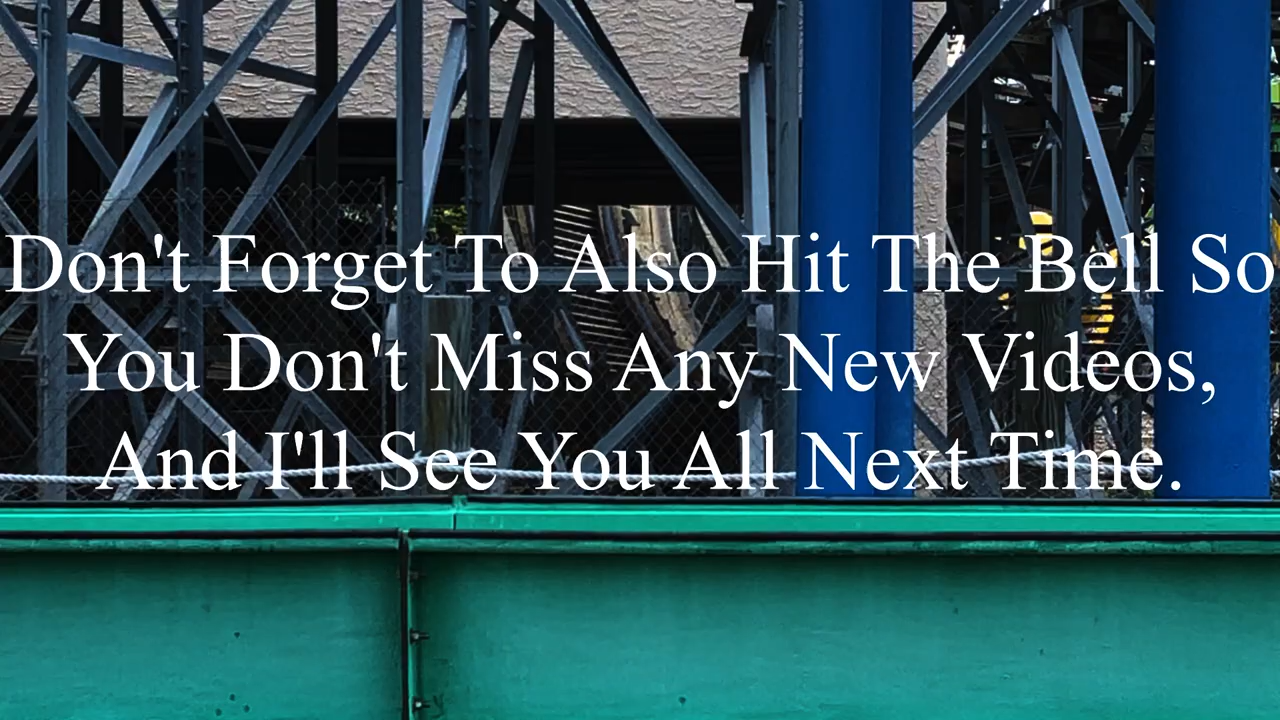 Don't Forget To Also Hit The Bell So
You Don't Miss Any New Videos,
And I'll See You All Next Time.